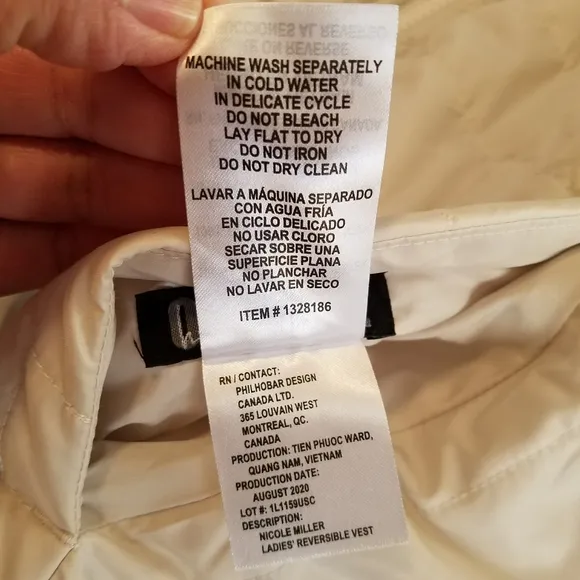 MACHINE WASH SEPARATELY
IN COLD WATER
IN DELICATE CYCLE
DO NOT BLEACH
LAY FLAT TO DRY
DO NOT IRON
DO NOT DRY CLEAN
LAVAR A MÁQUINA SEPARADO
CON AGUA FRÍA
EN CICLO DELICADO
NO USAR CLORO
SECAR SOBRE UNA
SUPERFICIE PLANA
NO PLANCHAR
NO LAVAR EN SECO
ITEM # 1328186
RN / CONTACT:
PHILHOBAR DESIGN
CANADA LTD.
365 LOUVAIN WEST
MONTREAL, QC.
CANADA
PRODUCTION: TIEN PHUOC WARD,
QUANG NAM, VIETNAM
PRODUCTION DATE:
AUGUST 2020
LOT #: 1L1159USC
DESCRIPTION:
NICOLE MILLER
LADIES' REVERSIBLE VEST